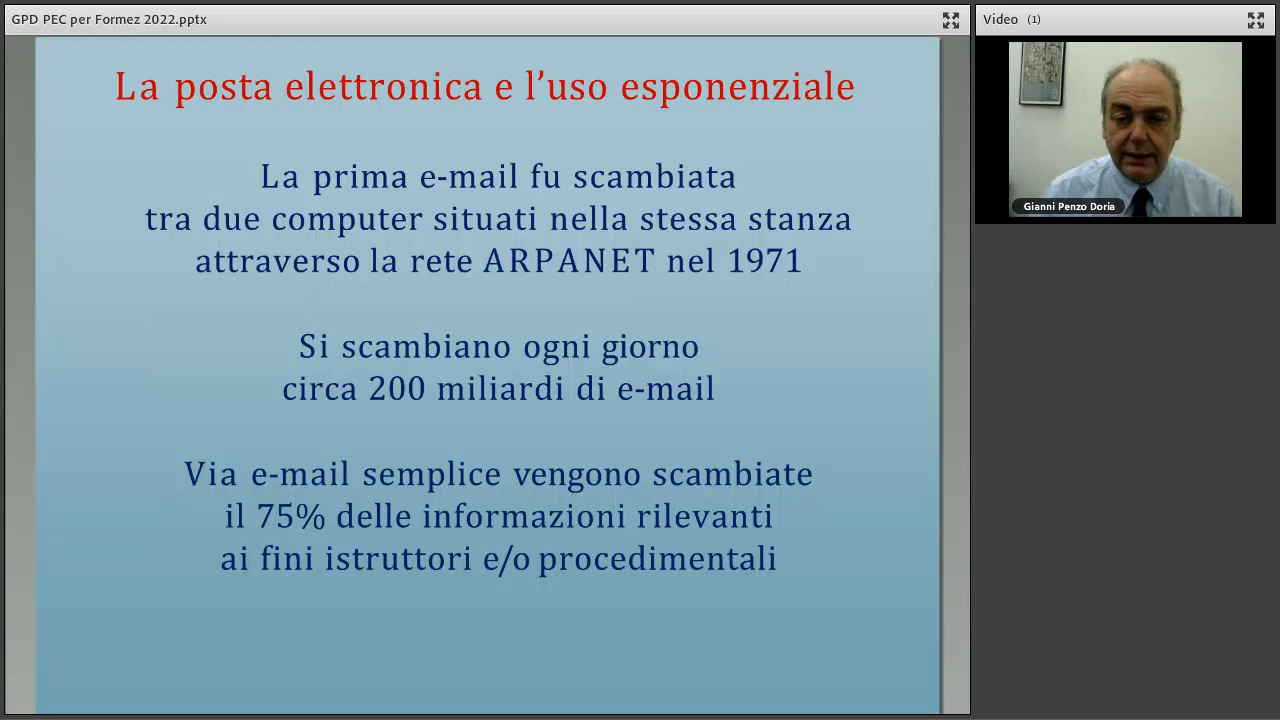 GPD PEC per Formez 2022.pptx
La posta elettronica e l’uso esponenziale
La prima e-mail fu scambiata
tra due computer situati nella stessa stanza
attraverso la rete ARPANET nel 1971
Si scambiano ogni giorno
circa 200 miliardi di e-mail
Via e-mail semplice vengono scambiate
il 75% delle informazioni rilevanti
ai fini istruttori e/o procedimentali
Video (1)
Gianni Penzo Doria